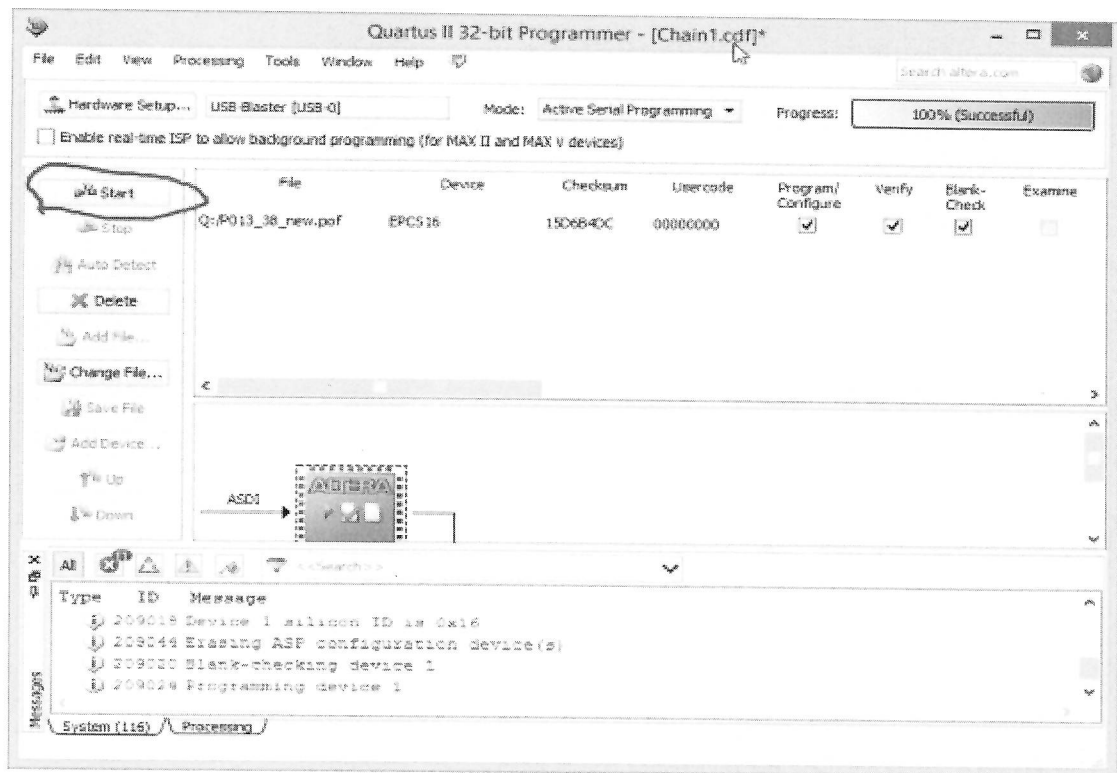 Quartus II 32-bit Programmer - [Chain1.cdf]*
File Edit View Processing Tools Window Help
Search altera.com
Hardware Setup... USB-Blaster [USB-0] Mode: Active Serial Programming Progress: 100% (Successful)
Enable real-time ISP to allow background programming (for MAX II and MAX V devices)
Start
Stop
Auto Detect
Delete
Add File...
Change File...
Save File
Add Device...
Up
Down
File Device Checksum Usercode Program/Configure Verify Blank-Check Examine
Q:/P013_38_new.pof EPCS16 15D6B4DC 00000000
ASDI
ALTERA
All
<<Search>>
Type ID Message
209018 Device 1 silicon ID is 0x16
209044 Erasing ASP configuration device(s)
209020 Blank-checking device 1
209024 Programming device 1
Messages
System (116) Processing